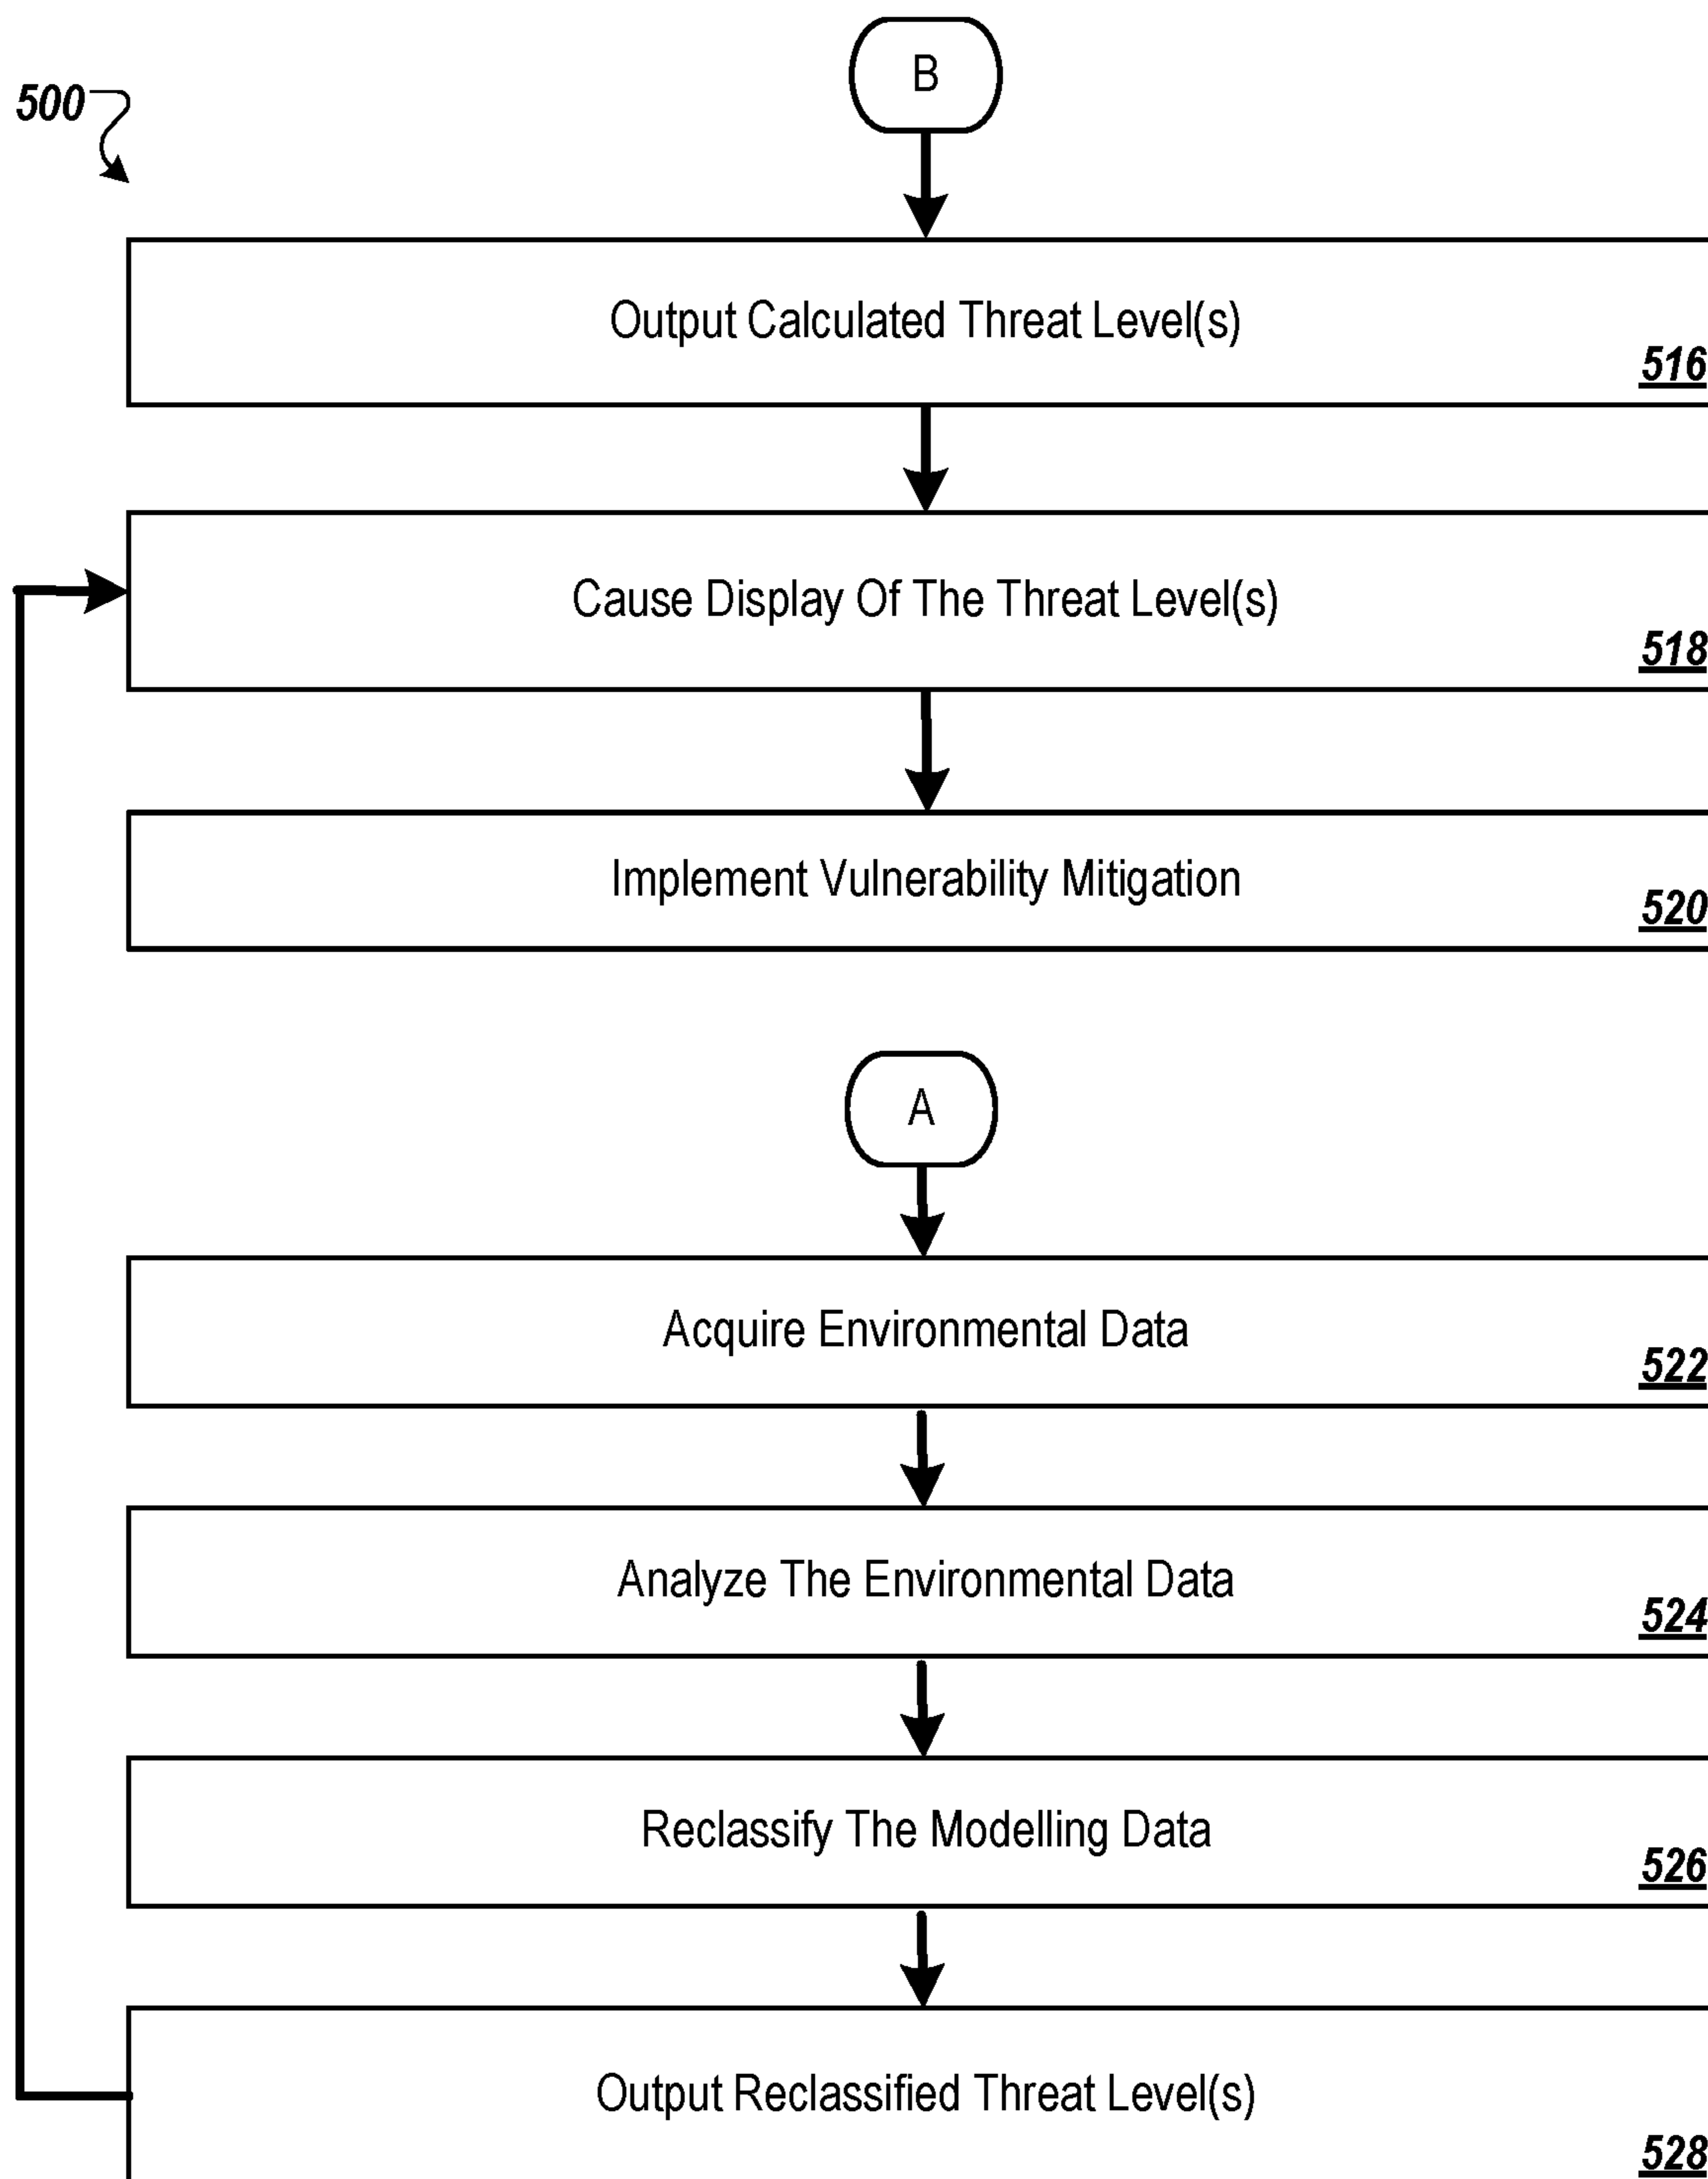 500
B
Output Calculated Threat Level(s)
516
Cause Display Of The Threat Level(s)
518
Implement Vulnerability Mitigation
520
A
Acquire Environmental Data
522
Analyze The Environmental Data
524
Reclassify The Modelling Data
526
Output Reclassified Threat Level(s)
528